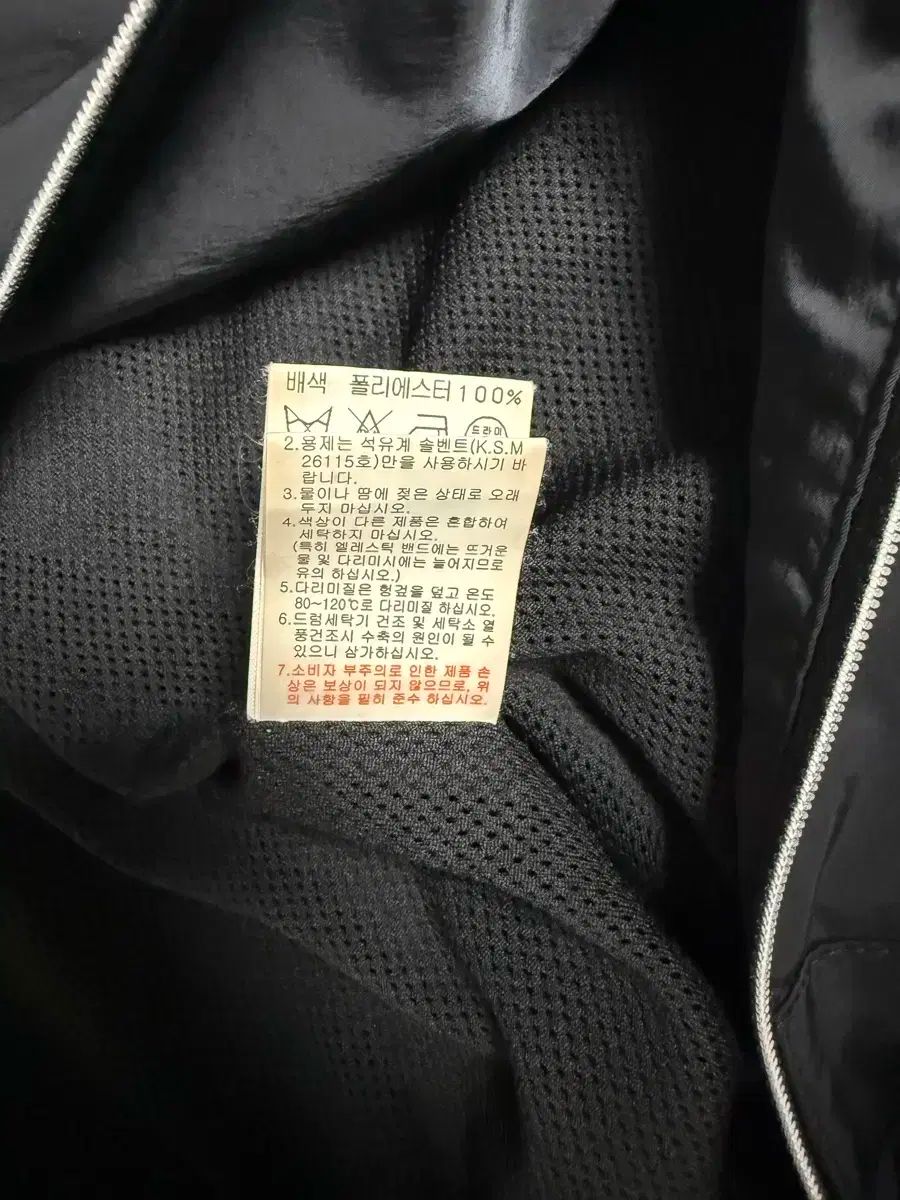 배색 폴리에스터100%
드라이
2.용제는 석유계 솔벤트(K.S.M
26115호)만을 사용하시기 바
랍니다.
3.물이나 땀에 젖은 상태로 오래
두지 마십시오.
4.색상이 다른 제품은 혼합하여
세탁하지 마십시오.
(특히 엘레스틱 밴드에는 뜨거운
물 및 다리미시에는 늘어지므로
유의 하십시오.)
5.다리미질은 헝겊을 덮고 온도
80~120℃로 다리미질 하십시오.
6.드럼세탁기 건조 및 세탁소 열
풍건조시 수축의 원인이 될 수
있으니 삼가하십시오.
7.소비자 부주의로 인한 제품 손
상은 보상이 되지 않으므로, 위
의 사항을 필히 준수 하십시오.